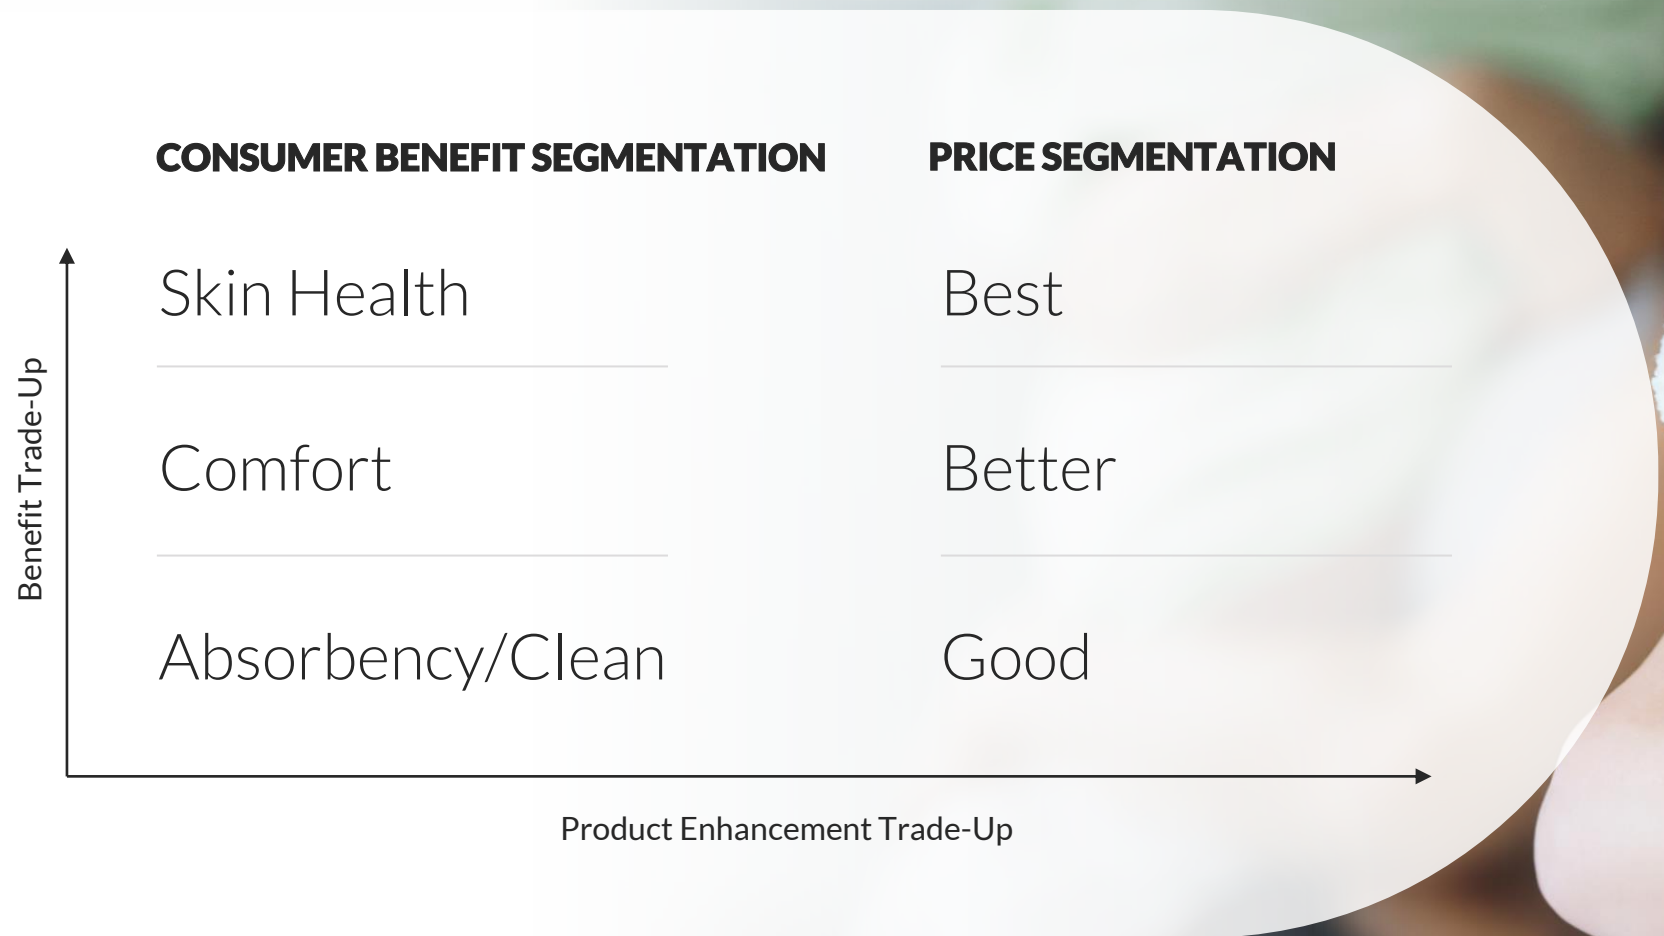 CONSUMER BENEFIT SEGMENTATION
PRICE SEGMENTATION
Skin Health
Best
Comfort
Better
Absorbency/Clean
Good
Benefit Trade-Up
Product Enhancement Trade-Up